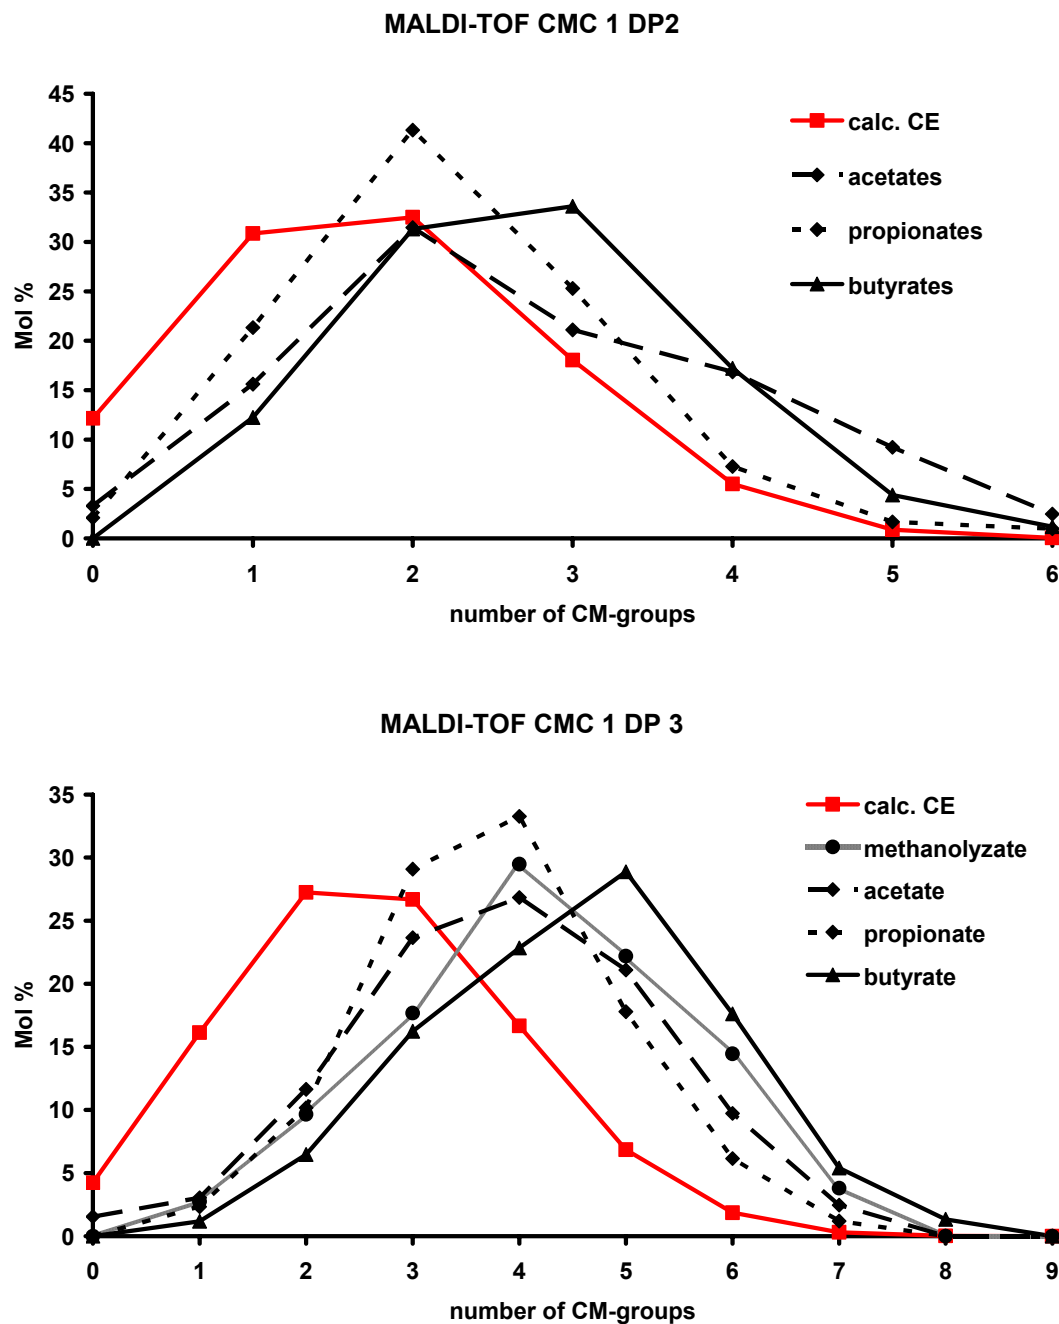 MALDI-TOF CMC 1 DP2
45
40
35
30
25
20
15
10
5
0
Mol %
calc. CE
acetates
propionates
butyrates
0 1 2 3 4 5 6
number of CM-groups
MALDI-TOF CMC 1 DP 3
35
30
25
20
15
10
5
0
Mol %
calc. CE
methanolyzate
acetate
propionate
butyrate
0 1 2 3 4 5 6 7 8 9
number of CM-groups